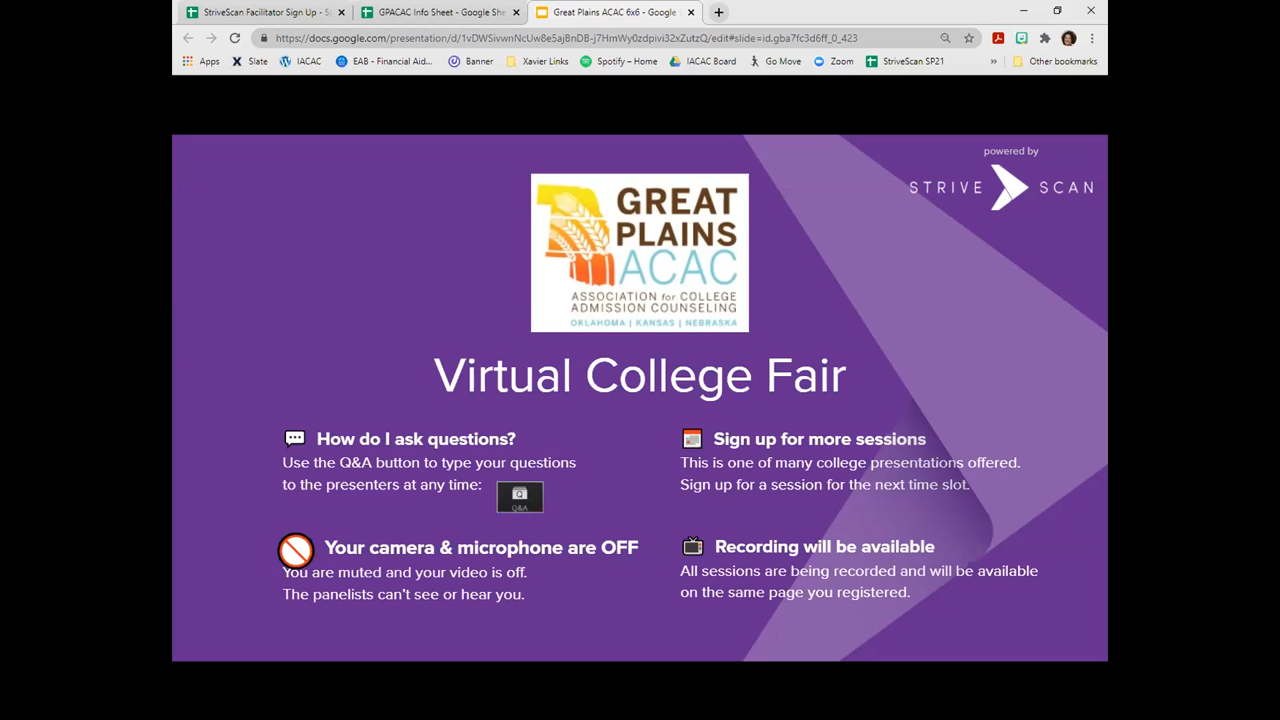 StriveScan Facilitator Sign Up - S
GPACAC Info Sheet - Google She
Great Plains ACAC 6x6 - Google
https://docs.google.com/presentation/d/1vDWSivwnNcUw8e5ajBnDB-j7HmWy0zdpivi32xZutzQ/edit#slide=id.gba7fc3d6ff_0_423
Apps Slate IACAC EAB - Financial Aid... Banner Xavier Links Spotify – Home IACAC Board Go Move Zoom StriveScan SP21 » Other bookmarks
powered by
STRIVE SCAN
GREAT
PLAINS
ACAC
ASSOCIATION for COLLEGE
ADMISSION COUNSELING
OKLAHOMA | KANSAS | NEBRASKA
Virtual College Fair
How do I ask questions?
Use the Q&A button to type your questions
to the presenters at any time:
Q
Q&A
Sign up for more sessions
This is one of many college presentations offered.
Sign up for a session for the next time slot.
Your camera & microphone are OFF
You are muted and your video is off.
The panelists can't see or hear you.
Recording will be available
All sessions are being recorded and will be available
on the same page you registered.